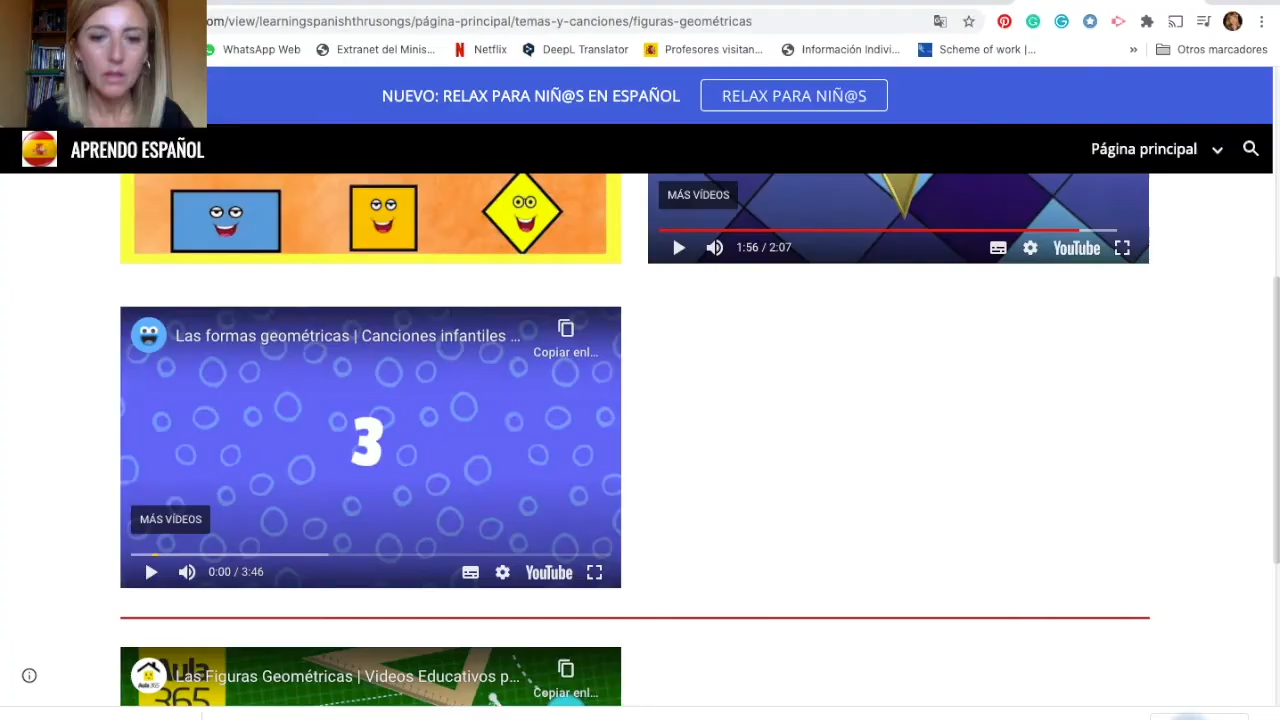 om/view/learningspanishthrusongs/página-principal/temas-y-canciones/figuras-geométricas
WhatsApp Web
Extranet del Minis...
Netflix
DeepL Translator
Profesores visitan...
Información Indivi...
Scheme of work |...
»
Otros marcadores
NUEVO: RELAX PARA NIÑ@S EN ESPAÑOL
RELAX PARA NIÑ@S
APRENDO ESPAÑOL
Página principal
MÁS VÍDEOS
1:56 / 2:07
YouTube
Las formas geométricas | Canciones infantiles ...
Copiar enl...
3
MÁS VÍDEOS
0:00 / 3:46
YouTube
Aula
365
Las Figuras Geométricas | Videos Educativos p...
Copiar enl...